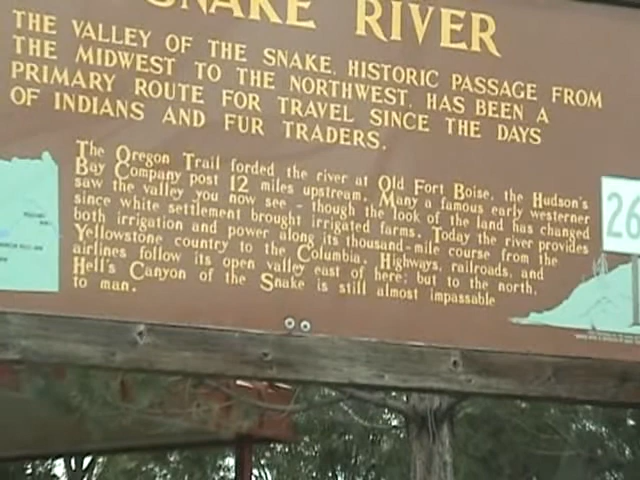 SNAKE RIVER
THE VALLEY OF THE SNAKE, HISTORIC PASSAGE FROM
THE MIDWEST TO THE NORTHWEST, HAS BEEN A
PRIMARY ROUTE FOR TRAVEL SINCE THE DAYS
OF INDIANS AND FUR TRADERS.
The Oregon Trail forded the river at Old Fort Boise, the Hudson's
Bay Company post 12 miles upstream. Many a famous early westerner
saw the valley you now see - though the look of the land has changed
since white settlement brought irrigated farms. Today the river provides
both irrigation and power along its thousand-mile course from the
Yellowstone country to the Columbia. Highways, railroads, and
airlines follow its open valley east of here; but to the north,
Hell's Canyon of the Snake is still almost impassable
to man.
26